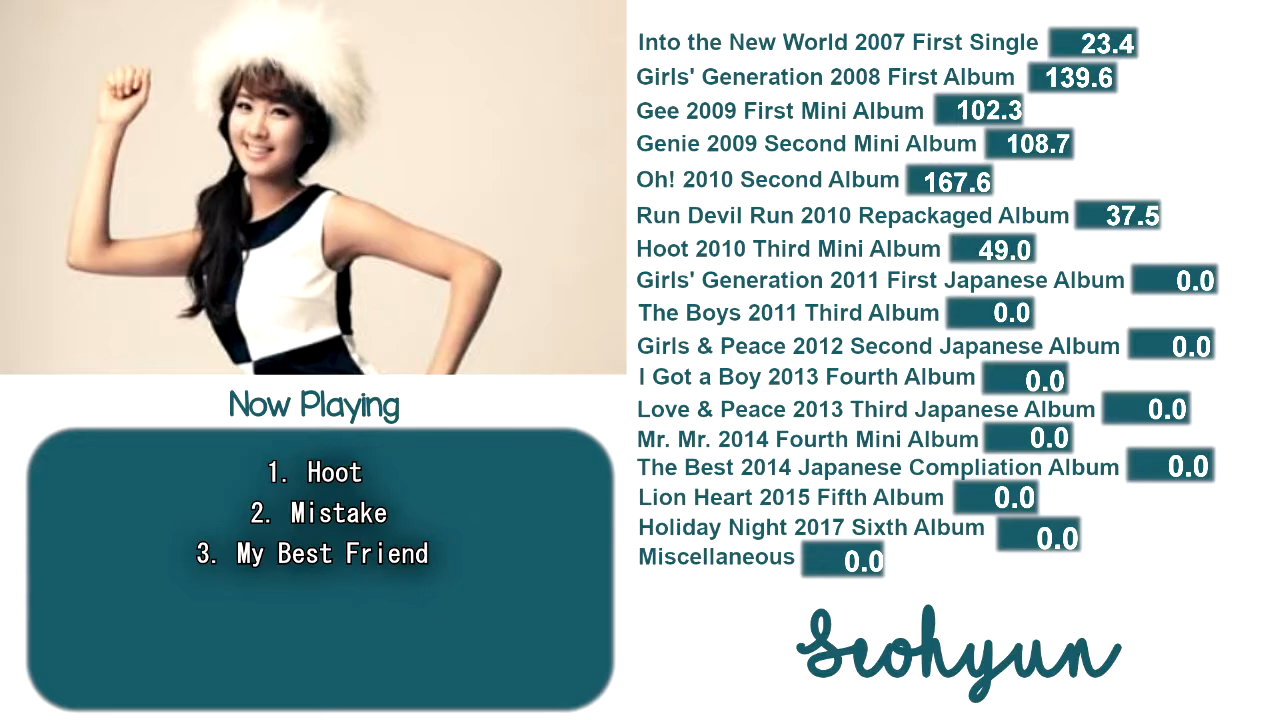 Now Playing
1. Hoot
2. Mistake
3. My Best Friend
Into the New World 2007 First Single 23.4
Girls' Generation 2008 First Album 139.6
Gee 2009 First Mini Album 102.3
Genie 2009 Second Mini Album 108.7
Oh! 2010 Second Album 167.6
Run Devil Run 2010 Repackaged Album 37.5
Hoot 2010 Third Mini Album 49.0
Girls' Generation 2011 First Japanese Album 0.0
The Boys 2011 Third Album 0.0
Girls & Peace 2012 Second Japanese Album 0.0
I Got a Boy 2013 Fourth Album 0.0
Love & Peace 2013 Third Japanese Album 0.0
Mr. Mr. 2014 Fourth Mini Album 0.0
The Best 2014 Japanese Compliation Album 0.0
Lion Heart 2015 Fifth Album 0.0
Holiday Night 2017 Sixth Album 0.0
Miscellaneous 0.0
Seohyun